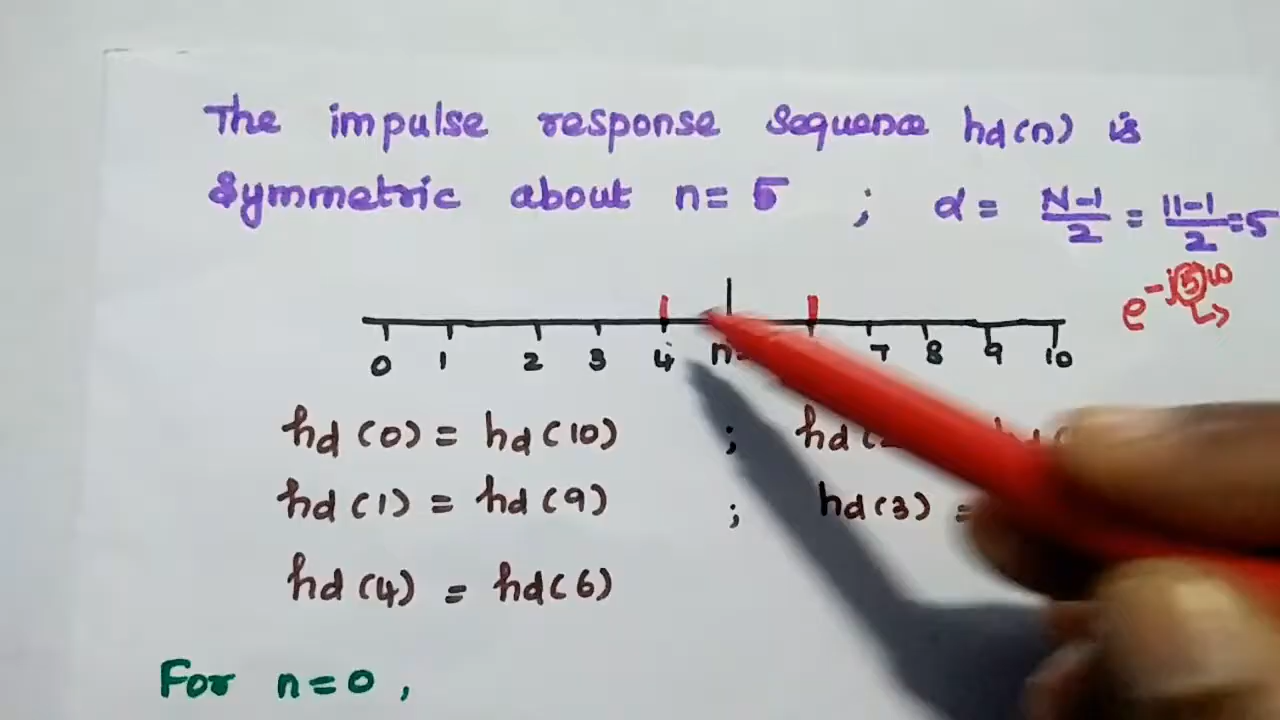 The impulse response sequence hd(n) is
Symmetric about n = 5 ; α = N-1/2 = 11-1/2 = 5
e^-j5ω
0 1 2 3 4 7 8 9 10
hd(0) = hd(10) ;
hd(1) = hd(9) ; hd(3) =
hd(4) = hd(6)
For n=0,